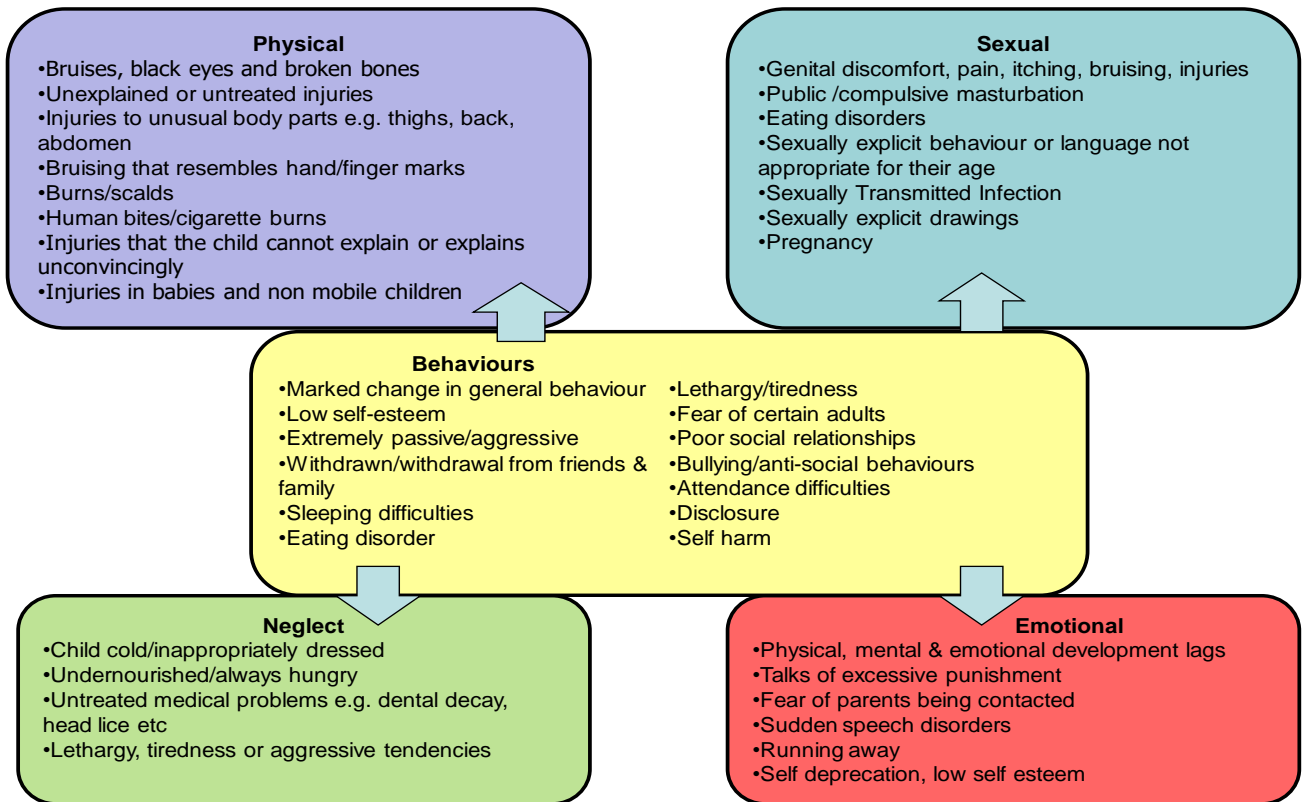 Physical
•Bruises, black eyes and broken bones
•Unexplained or untreated injuries
•Injuries to unusual body parts e.g. thighs, back,
abdomen
•Bruising that resembles hand/finger marks
•Burns/scalds
•Human bites/cigarette burns
•Injuries that the child cannot explain or explains
unconvincingly
•Injuries in babies and non mobile children
Sexual
•Genital discomfort, pain, itching, bruising, injuries
•Public /compulsive masturbation
•Eating disorders
•Sexually explicit behaviour or language not
appropriate for their age
•Sexually Transmitted Infection
•Sexually explicit drawings
•Pregnancy
Behaviours
•Marked change in general behaviour
•Low self-esteem
•Extremely passive/aggressive
•Withdrawn/withdrawal from friends &
family
•Sleeping difficulties
•Eating disorder
•Lethargy/tiredness
•Fear of certain adults
•Poor social relationships
•Bullying/anti-social behaviours
•Attendance difficulties
•Disclosure
•Self harm
Neglect
•Child cold/inappropriately dressed
•Undernourished/always hungry
•Untreated medical problems e.g. dental decay,
head lice etc
•Lethargy, tiredness or aggressive tendencies
Emotional
•Physical, mental & emotional development lags
•Talks of excessive punishment
•Fear of parents being contacted
•Sudden speech disorders
•Running away
•Self deprecation, low self esteem